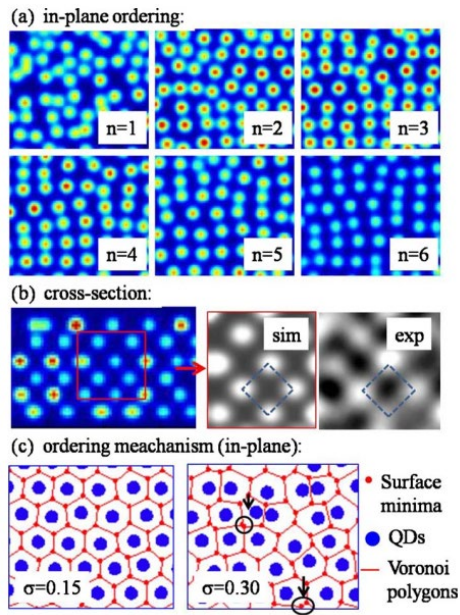 (a) in-plane ordering:
n=1
n=2
n=3
n=4
n=5
n=6
(b) cross-section:
sim
exp
(c) ordering meachanism (in-plane):
σ=0.15
σ=0.30
Surface
minima
QDs
Voronoi
polygons